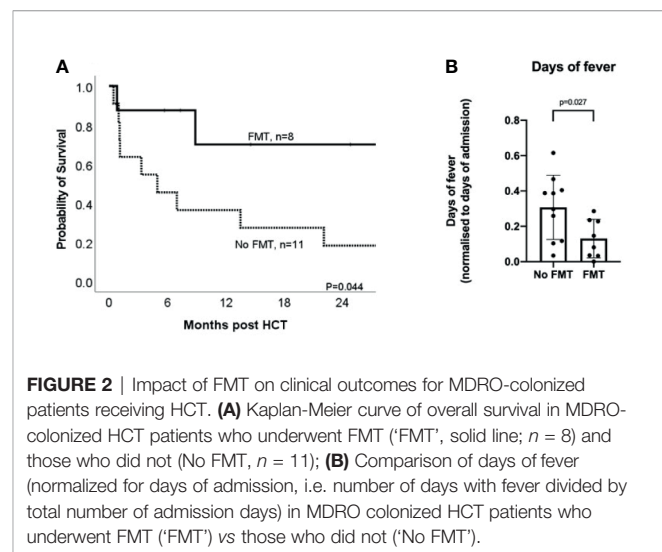 A
1.0
0.8
0.6
0.4
0.2
0.0
Probability of Survival
FMT, n=8
No FMT, n=11
P=0.044
0 6 12 18 24
Months post HCT
B
Days of fever
p=0.027
0.8
0.6
0.4
0.2
0.0
Days of fever
(normalised to days of admission)
No FMT FMT
FIGURE 2 | Impact of FMT on clinical outcomes for MDRO-colonized
patients receiving HCT. (A) Kaplan-Meier curve of overall survival in MDRO-
colonized HCT patients who underwent FMT (‘FMT’, solid line; n = 8) and
those who did not (No FMT, n = 11); (B) Comparison of days of fever
(normalized for days of admission, i.e. number of days with fever divided by
total number of admission days) in MDRO colonized HCT patients who
underwent FMT (‘FMT’) vs those who did not (‘No FMT’).